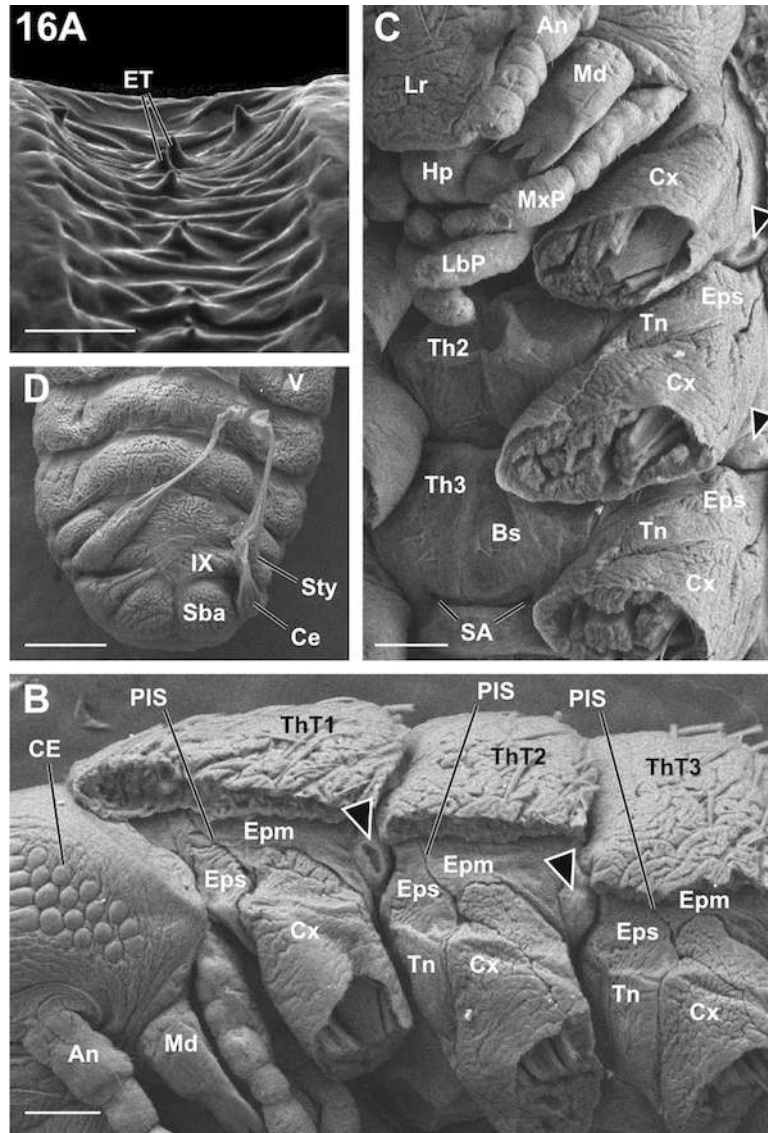 16A
ET
C
An
Lr
Md
Hp
Cx
MxP
LbP
Eps
Tn
Th2
Cx
Th3
Eps
Bs
Tn
Cx
SA
D
V
IX
Sty
Sba
Ce
B
PIS
PIS
PIS
CE
ThT1
ThT2
ThT3
Epm
Epm
Epm
Eps
Eps
Eps
Cx
Tn
Cx
Tn
Cx
An
Md